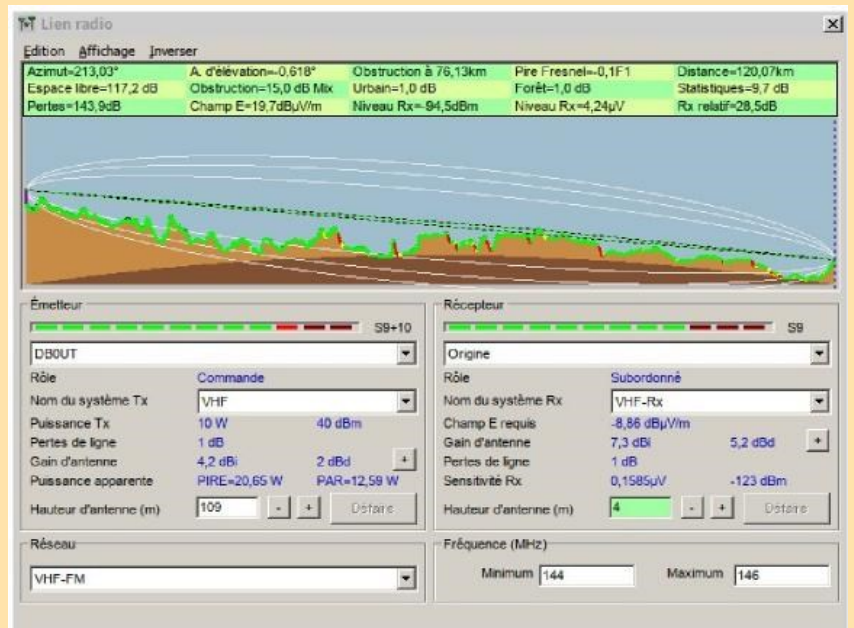 Lien radio
Edition Affichage Inverser
Azimut=213,03° A. d'élévation=-0,618° Obstruction à 76,13km Pire Fresnel=-0,1F1 Distance=120,07km
Espace libre=117,2 dB Obstruction=15,0 dB Mix Urbain=1,0 dB Forêt=1,0 dB Statistiques=9,7 dB
Pertes=143,9dB Champ E=19,7dBµV/m Niveau Rx=-94,5dBm Niveau Rx=4,24µV Rx relatif=28,5dB
Émetteur
S9+10
DB0UT
Rôle Commande
Nom du système Tx VHF
Puissance Tx 10 W 40 dBm
Pertes de ligne 1 dB
Gain d'antenne 4,2 dBi 2 dBd +
Puissance apparente PIRE=20,65 W PAR=12,59 W
Hauteur d'antenne (m) 109 - + Défaire
Récepteur
S9
Origine
Rôle Subordonné
Nom du système Rx VHF-Rx
Champ E requis -8,86 dBµV/m
Gain d'antenne 7,3 dBi 5,2 dBd +
Pertes de ligne 1 dB
Sensitivité Rx 0,1585µV -123 dBm
Hauteur d'antenne (m) 4 - + Défaire
Réseau
VHF-FM
Fréquence (MHz)
Minimum 144 Maximum 146